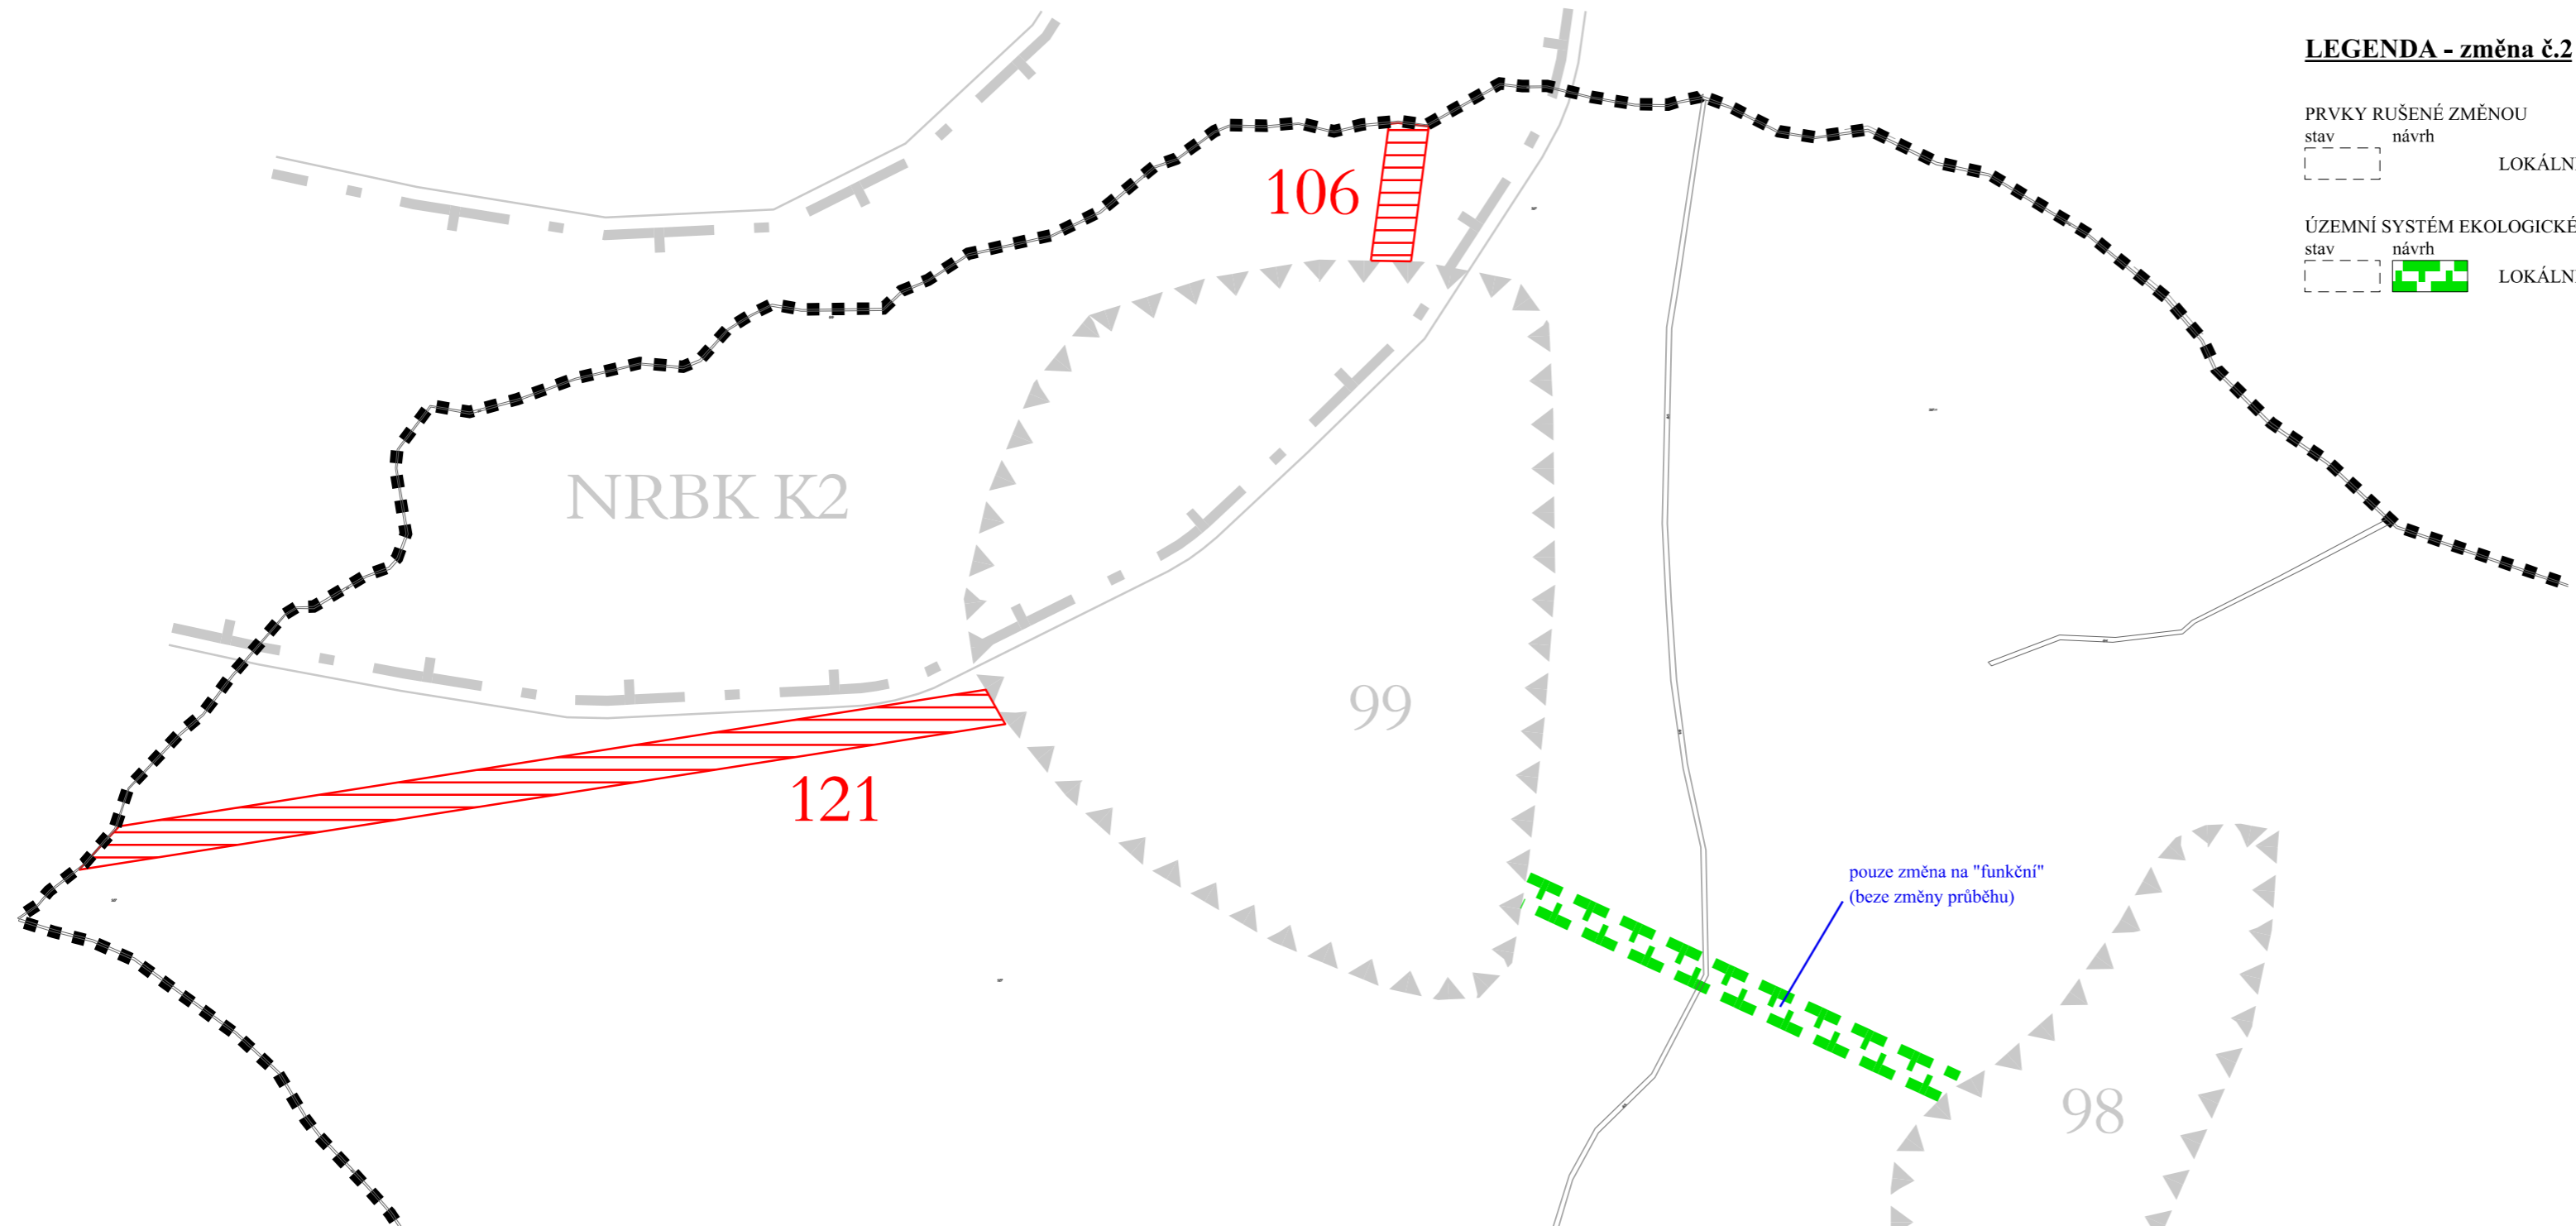 LEGENDA - změna č.2
PRVKY RUŠENÉ ZMĚNOU
stav návrh
LOKÁLN
ÚZEMNÍ SYSTÉM EKOLOGICKÉ
stav návrh
LOKÁLN
106
NRBK K2
99
121
pouze změna na "funkční"
(beze změny průběhu)
98